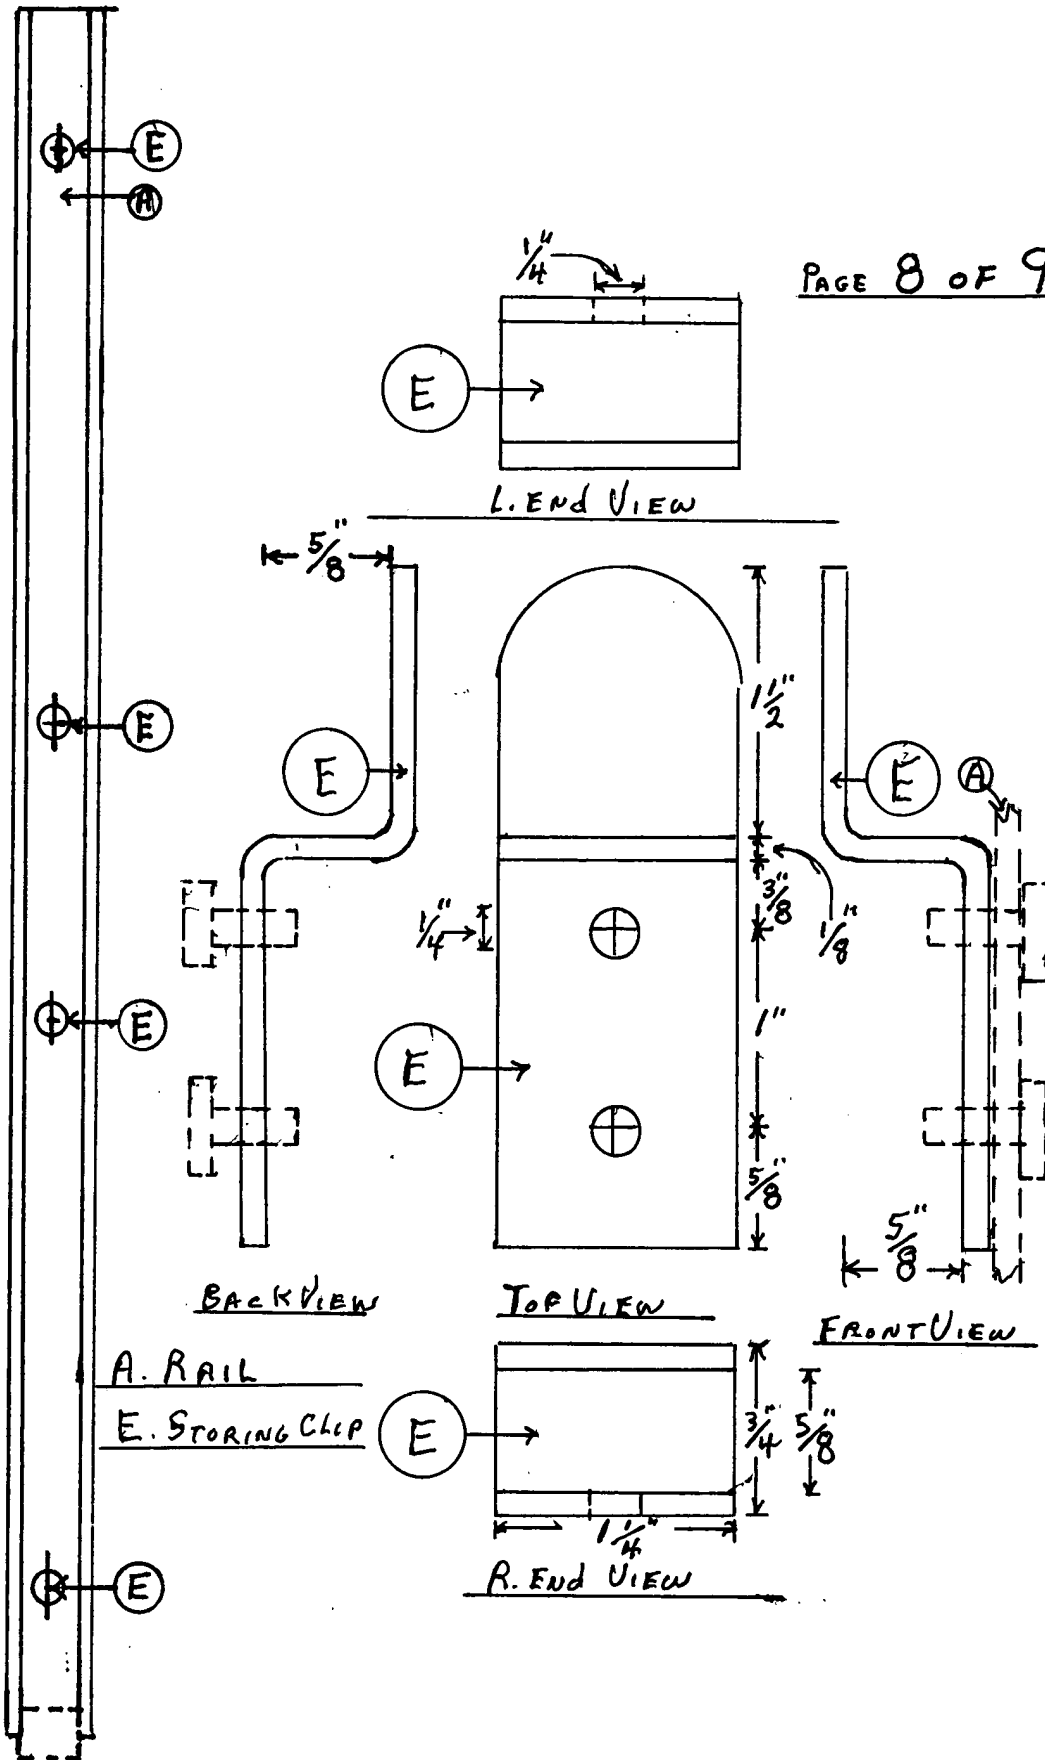 E
A
1/4"
PAGE 8 OF 9
E
L. END VIEW
5/8"
1 1/2"
E
E
E
A
3/8"
1/4"
1/8"
E
1"
E
5/8"
5/8"
BACK VIEW
TOP VIEW
FRONT VIEW
A. RAIL
E. STORING CLIP
E
3/4"
5/8"
1 1/4"
R. END VIEW
E